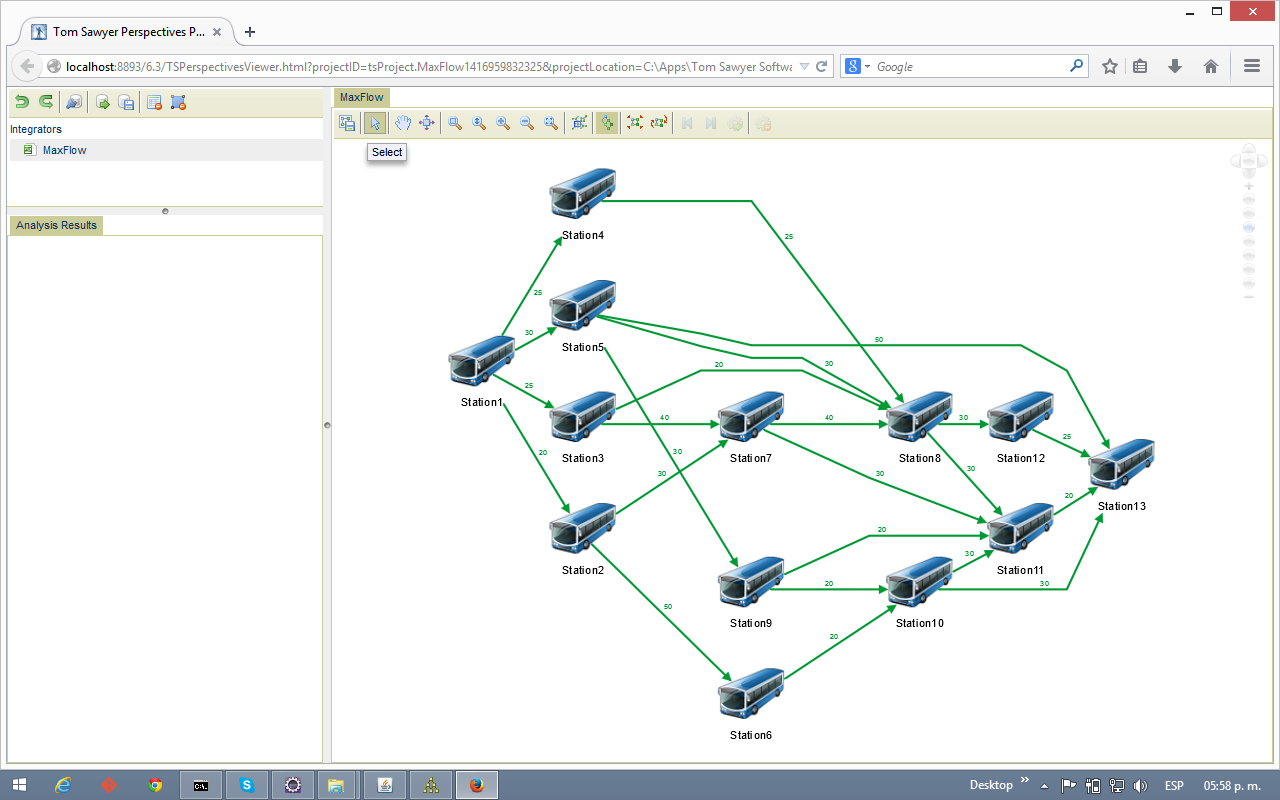 Tom Sawyer Perspectives P...
localhost:8893/6.3/TSPerspectivesViewer.html?projectID=tsProject.MaxFlow1416959832325&projectLocation=C:\Apps\Tom Sawyer Softwa
Google
MaxFlow
Integrators
MaxFlow
Select
Analysis Results
Station4
25
25
Station5
30
50
30
Station1
25
20
Station3
40
20
30
30
Station7
40
30
Station8
30
30
Station12
25
Station13
20
Station2
50
20
20
Station9
Station11
30
30
Station10
20
Station6
Desktop
ESP
05:58 p. m.